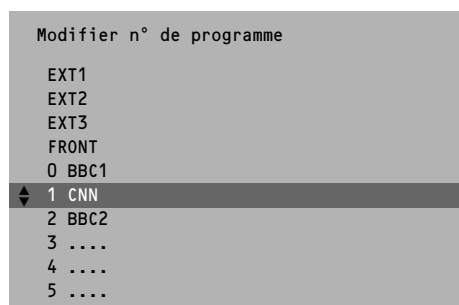 Modifier n° de programme
EXT1
EXT2
EXT3
FRONT
0 BBC1
1 CNN
2 BBC2
3 ....
4 ....
5 ....